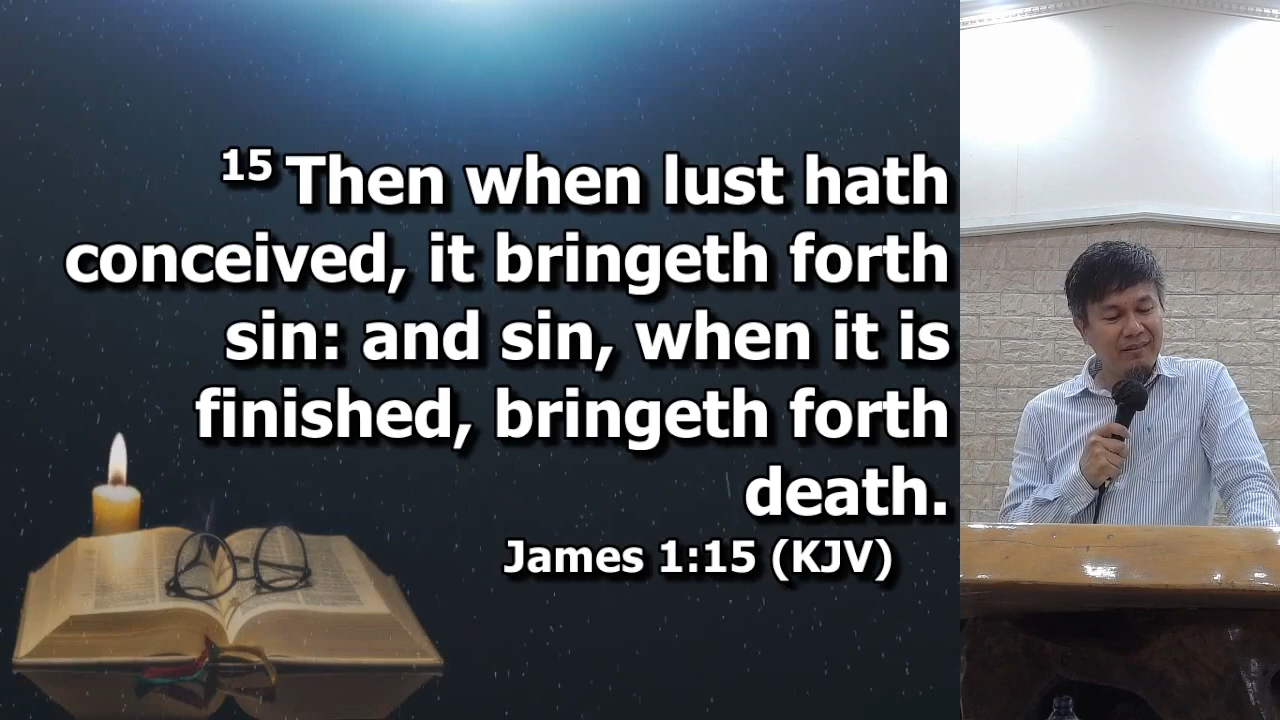 15 Then when lust hath
conceived, it bringeth forth
sin: and sin, when it is
finished, bringeth forth
death.
James 1:15 (KJV)